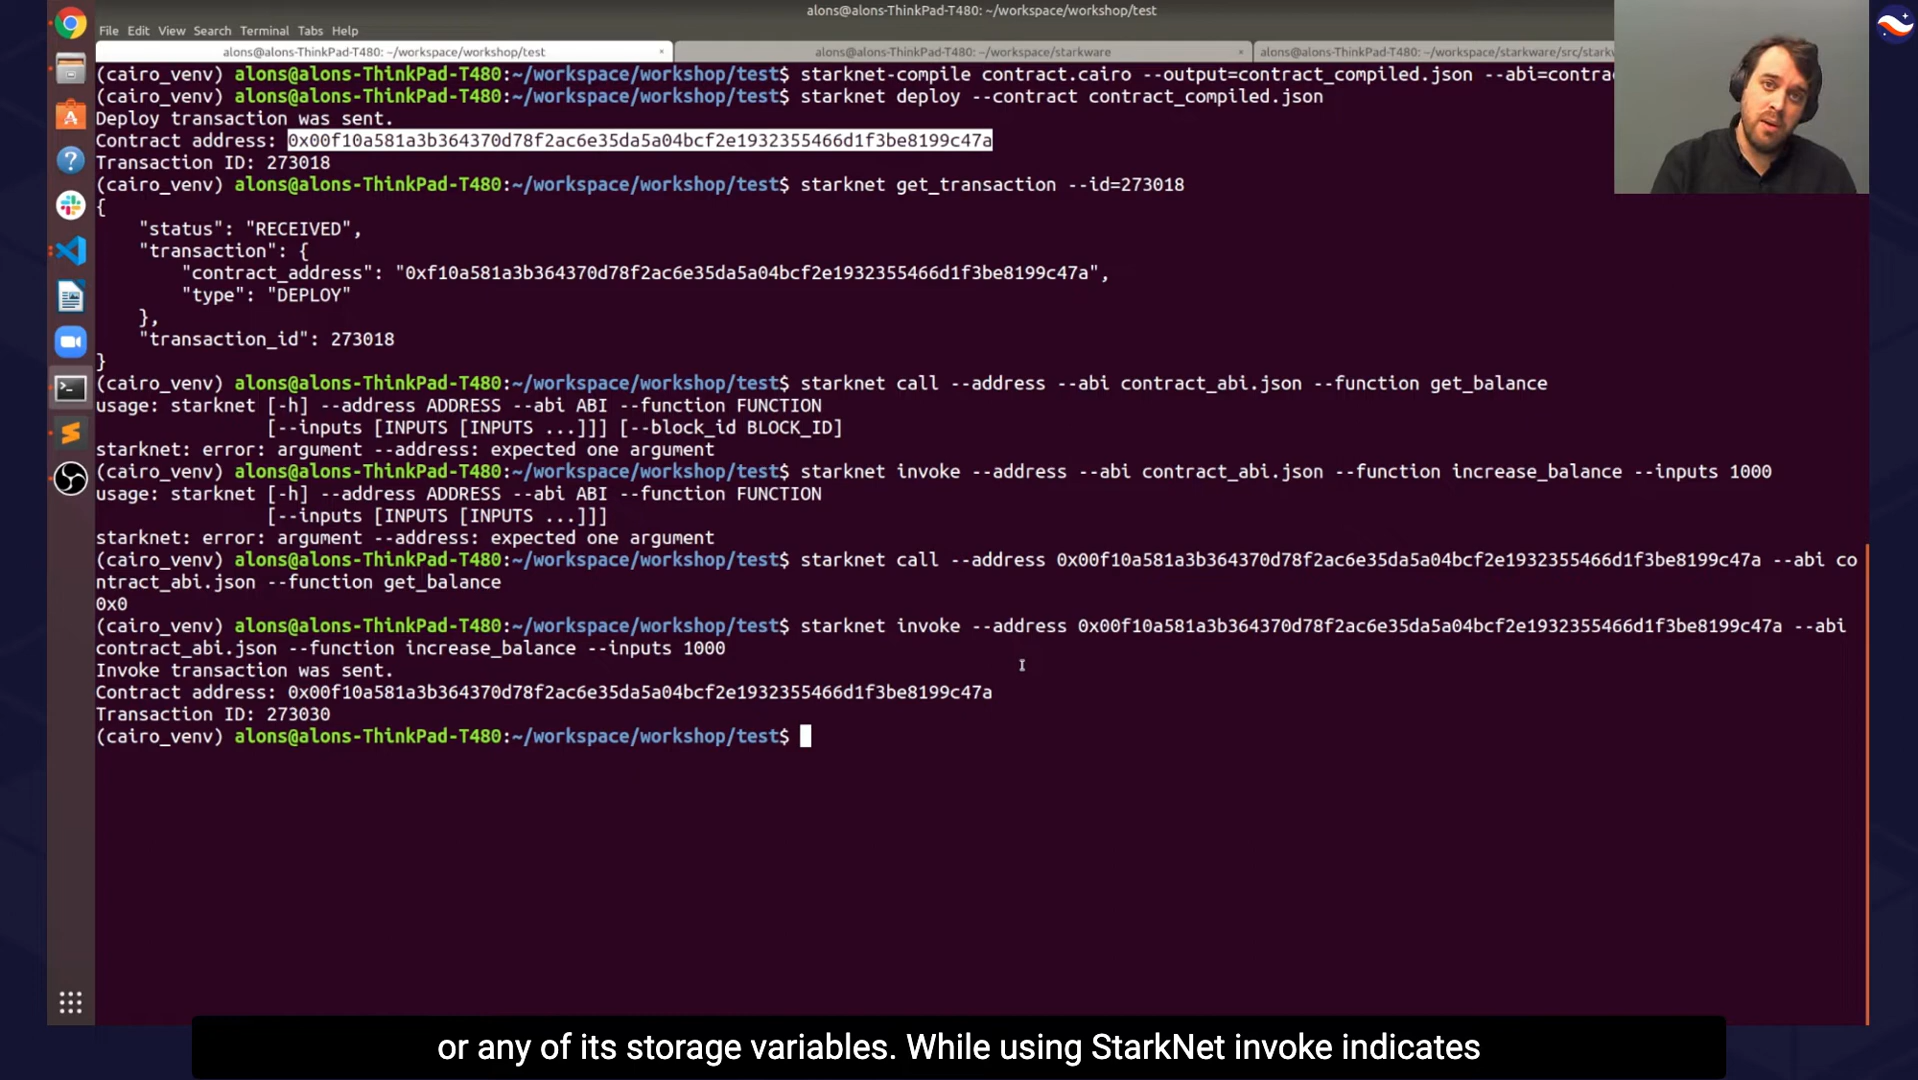 alons@alons-ThinkPad-T480: ~/workspace/workshop/test
File Edit View Search Terminal Tabs Help
alons@alons-ThinkPad-T480: ~/workspace/workshop/test × alons@alons-ThinkPad-T480: ~/workspace/starkware × alons@alons-ThinkPad-T480: ~/workspace/starkware/src/starkw
(cairo_venv) alons@alons-ThinkPad-T480:~/workspace/workshop/test$ starknet-compile contract.cairo --output=contract_compiled.json --abi=contrac
(cairo_venv) alons@alons-ThinkPad-T480:~/workspace/workshop/test$ starknet deploy --contract contract_compiled.json
Deploy transaction was sent.
Contract address: 0x00f10a581a3b364370d78f2ac6e35da5a04bcf2e1932355466d1f3be8199c47a
Transaction ID: 273018
(cairo_venv) alons@alons-ThinkPad-T480:~/workspace/workshop/test$ starknet get_transaction --id=273018
{
    "status": "RECEIVED",
    "transaction": {
        "contract_address": "0xf10a581a3b364370d78f2ac6e35da5a04bcf2e1932355466d1f3be8199c47a",
        "type": "DEPLOY"
    },
    "transaction_id": 273018
}
(cairo_venv) alons@alons-ThinkPad-T480:~/workspace/workshop/test$ starknet call --address --abi contract_abi.json --function get_balance
usage: starknet [-h] --address ADDRESS --abi ABI --function FUNCTION
                [--inputs [INPUTS [INPUTS ...]]] [--block_id BLOCK_ID]
starknet: error: argument --address: expected one argument
(cairo_venv) alons@alons-ThinkPad-T480:~/workspace/workshop/test$ starknet invoke --address --abi contract_abi.json --function increase_balance --inputs 1000
usage: starknet [-h] --address ADDRESS --abi ABI --function FUNCTION
                [--inputs [INPUTS [INPUTS ...]]]
starknet: error: argument --address: expected one argument
(cairo_venv) alons@alons-ThinkPad-T480:~/workspace/workshop/test$ starknet call --address 0x00f10a581a3b364370d78f2ac6e35da5a04bcf2e1932355466d1f3be8199c47a --abi co
ntract_abi.json --function get_balance
0x0
(cairo_venv) alons@alons-ThinkPad-T480:~/workspace/workshop/test$ starknet invoke --address 0x00f10a581a3b364370d78f2ac6e35da5a04bcf2e1932355466d1f3be8199c47a --abi
contract_abi.json --function increase_balance --inputs 1000
Invoke transaction was sent.
Contract address: 0x00f10a581a3b364370d78f2ac6e35da5a04bcf2e1932355466d1f3be8199c47a
Transaction ID: 273030
(cairo_venv) alons@alons-ThinkPad-T480:~/workspace/workshop/test$
or any of its storage variables. While using StarkNet invoke indicates